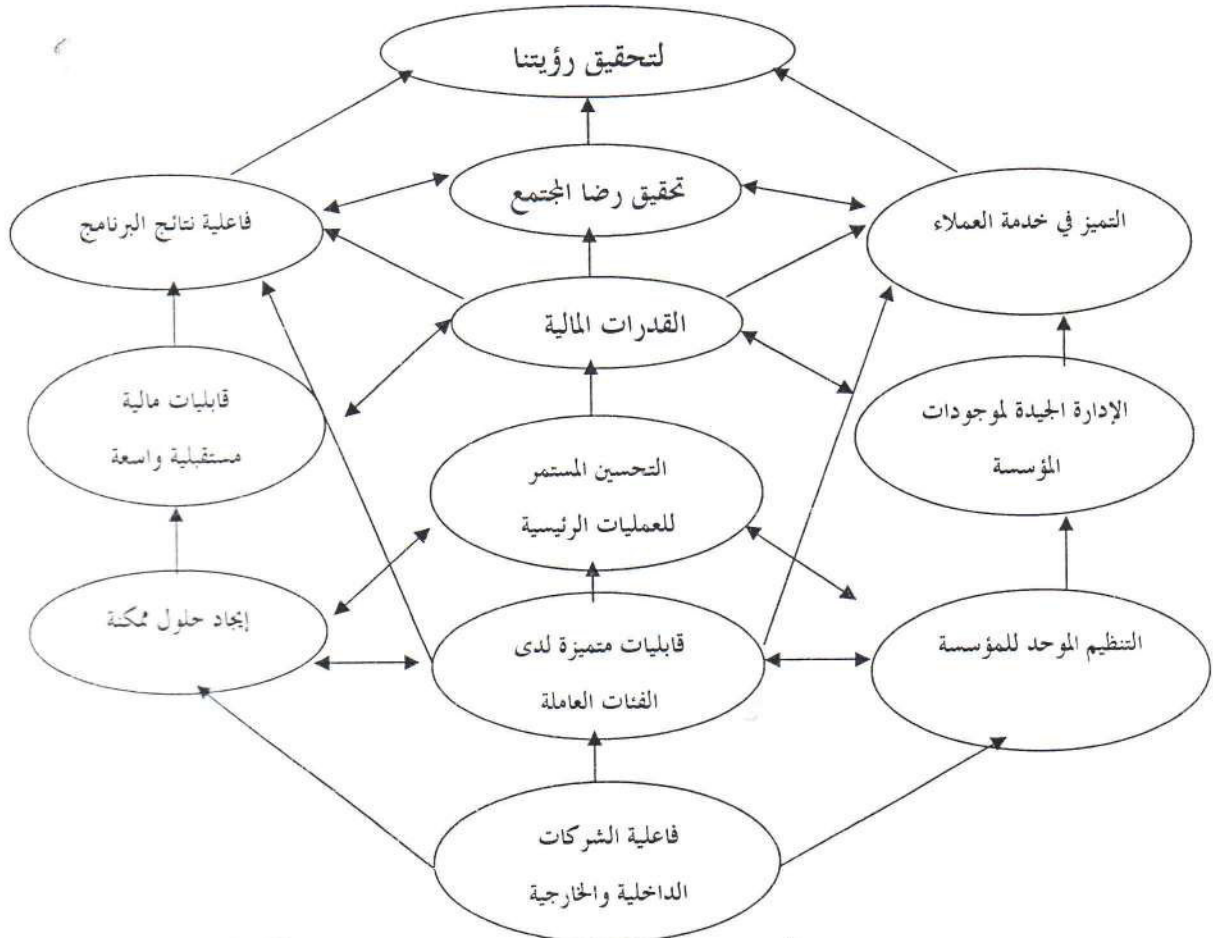 لتحقيق رؤيتنا
تحقيق رضا المجتمع
التميز في خدمة العملاء
فاعلية نتائج البرنامج
القدرات المالية
الإدارة الجيدة لموجودات
المؤسسة
قابليات مالية
مستقبلية واسعة
التحسين المستمر
للعمليات الرئيسية
التنظيم الموحد للمؤسسة
قابليات متميزة لدى
الفئات العاملة
إيجاد حلول ممكنة
فاعلية الشركات
الداخلية والخارجية